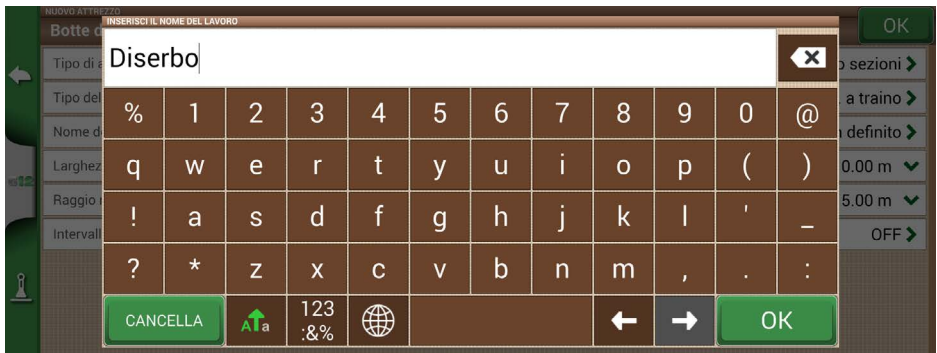 NUOVO ATTREZZO
INSERISCI IL NOME DEL LAVORO
Botte d
OK
Diserbo
Tipo di a
o sezioni
Tipo del
a traino
Nome d
definito
Larghez
0.00 m
Raggio
5.00 m
Intervall
OFF
% 1 2 3 4 5 6 7 8 9 0 @
q w e r t y u i o p ( )
! a s d f g h j k l ' _
? * z x c v b n m , . :
CANCELLA
Aa
123
:&%
OK